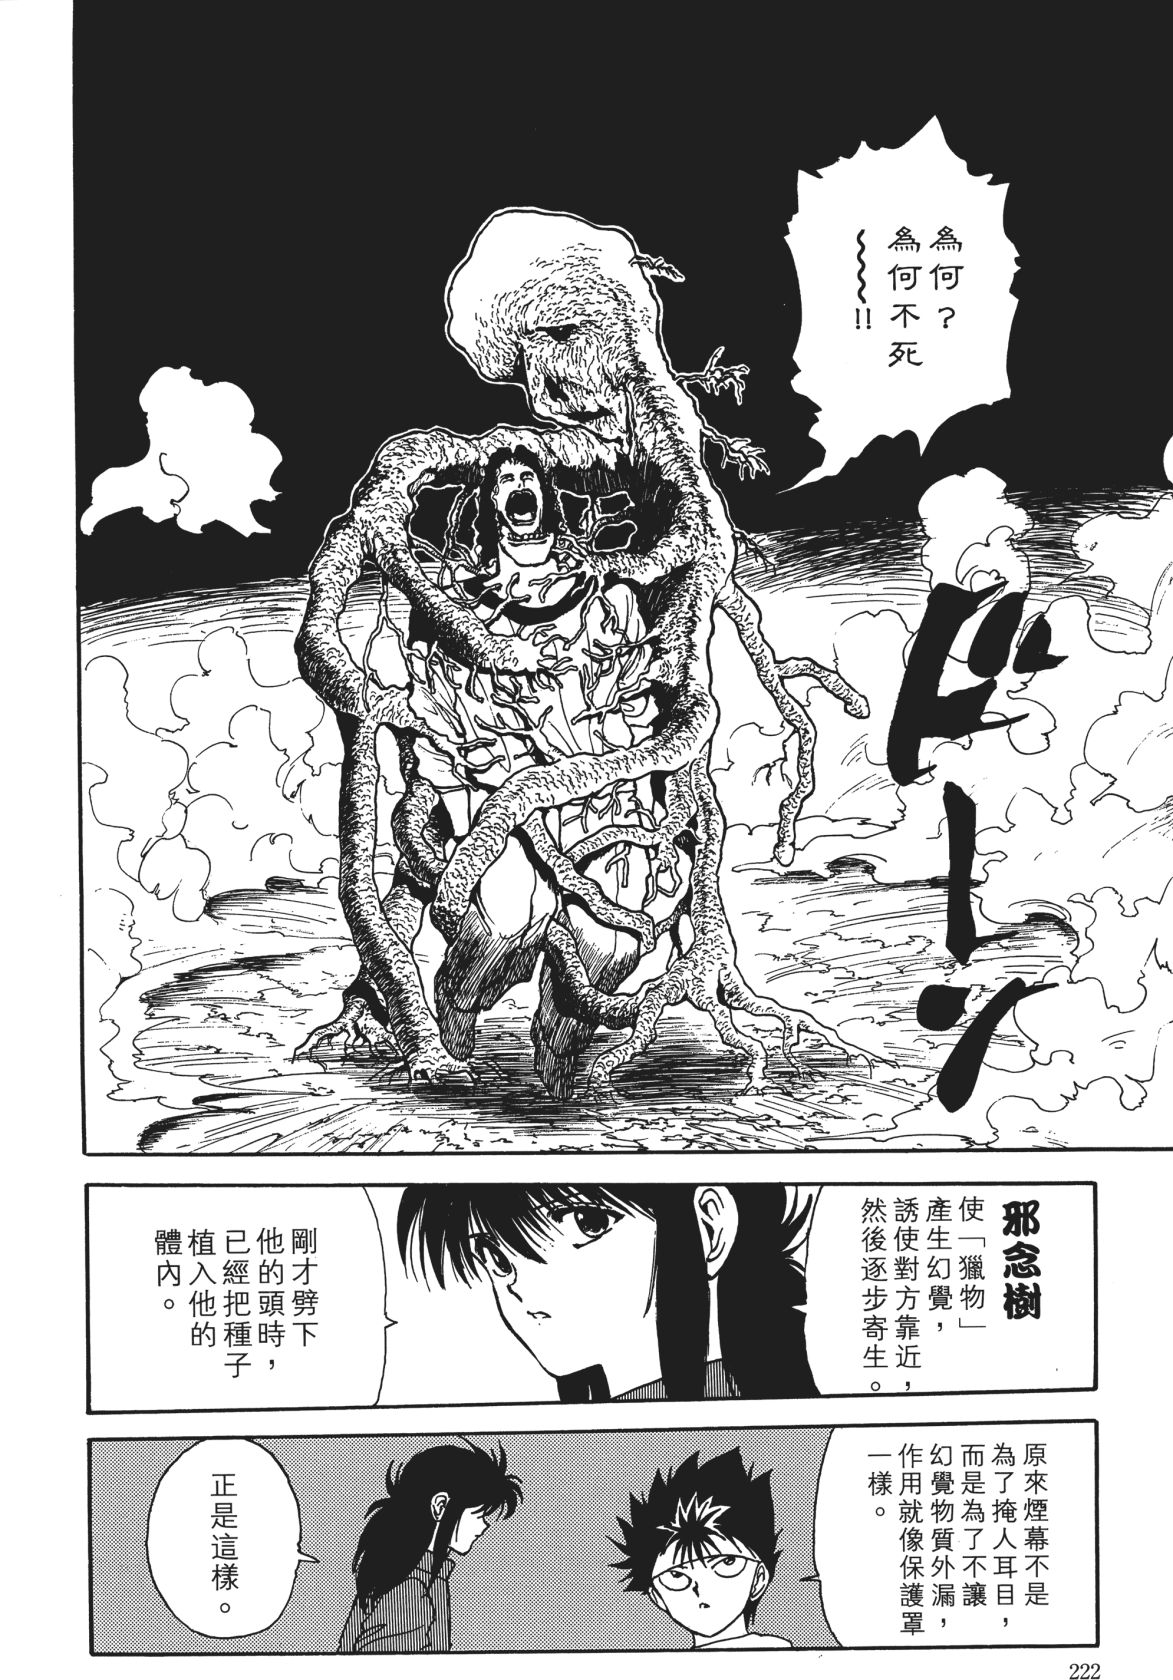 為何？
為何不死
～～～!!
ドーン
邪念樹
使「獵物」
產生幻覺，
誘使對方靠近，
然後逐步寄生。
剛才劈下
他的頭時，
已經把種子
植入他的
體內。
原來煙幕不是
為了掩人耳目，
而是為了不讓
幻覺物質外漏，
作用就像保護罩
一樣。
正是這樣。
222